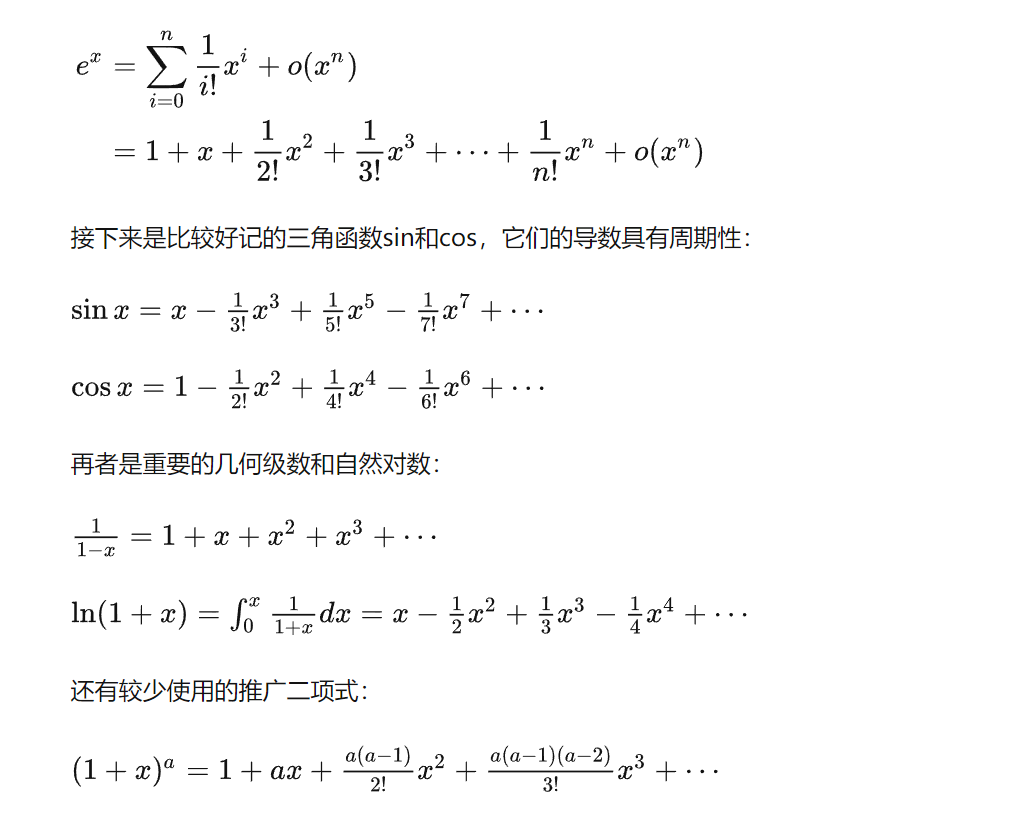 $e^x = \sum_{i=0}^{n} \frac{1}{i!}x^i + o(x^n)$
$= 1 + x + \frac{1}{2!}x^2 + \frac{1}{3!}x^3 + \cdots + \frac{1}{n!}x^n + o(x^n)$
接下来是比较好记的三角函数sin和cos，它们的导数具有周期性：
$\sin x = x - \frac{1}{3!}x^3 + \frac{1}{5!}x^5 - \frac{1}{7!}x^7 + \cdots$
$\cos x = 1 - \frac{1}{2!}x^2 + \frac{1}{4!}x^4 - \frac{1}{6!}x^6 + \cdots$
再者是重要的几何级数和自然对数：
$\frac{1}{1-x} = 1 + x + x^2 + x^3 + \cdots$
$\ln(1+x) = \int_0^x \frac{1}{1+x}dx = x - \frac{1}{2}x^2 + \frac{1}{3}x^3 - \frac{1}{4}x^4 + \cdots$
还有较少使用的推广二项式：
$(1+x)^a = 1 + ax + \frac{a(a-1)}{2!}x^2 + \frac{a(a-1)(a-2)}{3!}x^3 + \cdots$